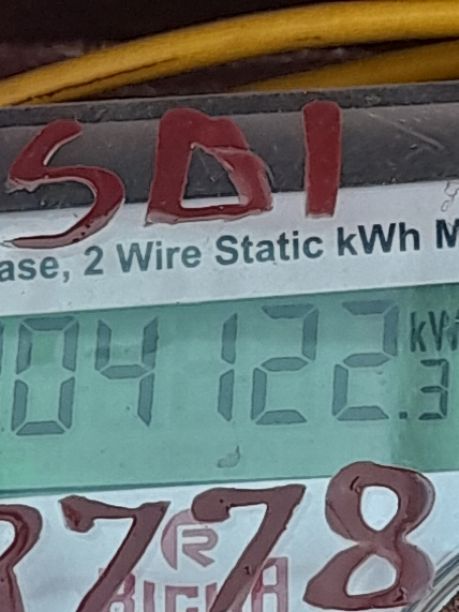 SDI
ase, 2 Wire Static kWh M
04122.3 kW
778